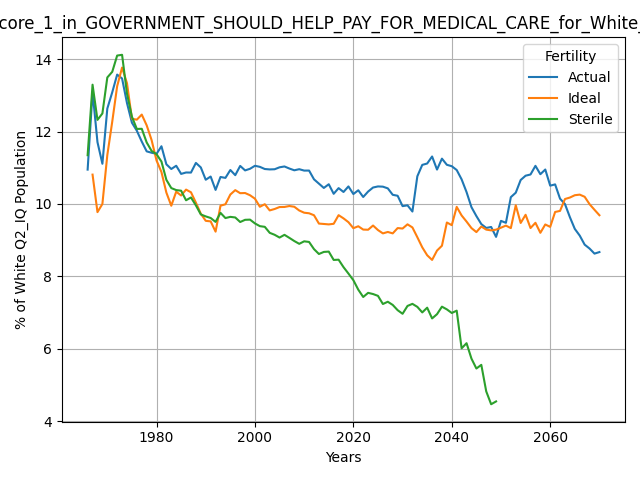 core_1_in_GOVERNMENT_SHOULD_HELP_PAY_FOR_MEDICAL_CARE_for_White_
Fertility
Actual
Ideal
Sterile
% of White Q2_IQ Population
14
12
10
8
6
4
1980
2000
2020
2040
2060
Years